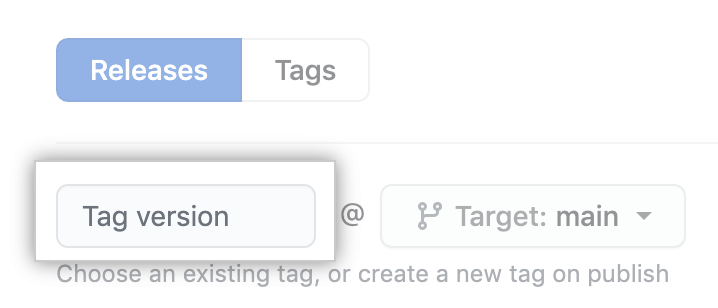 Releases Tags
Tag version @ Target: main
Choose an existing tag, or create a new tag on publish